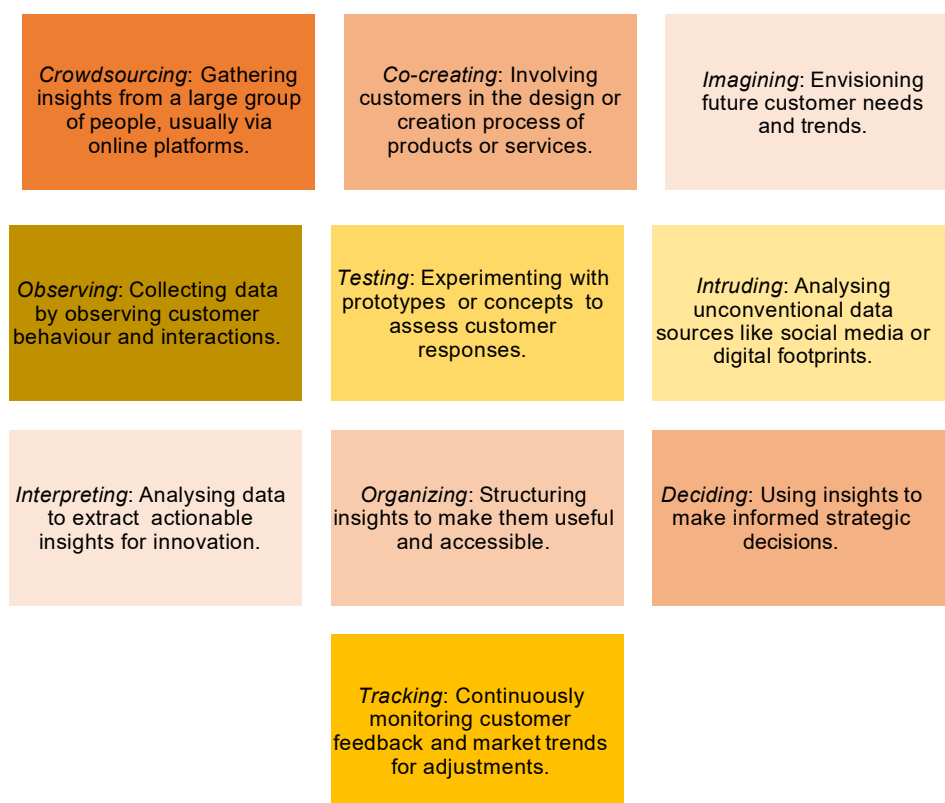 Crowdsourcing: Gathering
insights from a large group
of people, usually via
online platforms.
Co-creating: Involving
customers in the design or
creation process of
products or services.
Imagining: Envisioning
future customer needs
and trends.
Observing: Collecting data
by observing customer
behaviour and interactions.
Testing: Experimenting with
prototypes or concepts to
assess customer
responses.
Intruding: Analysing
unconventional data
sources like social media or
digital footprints.
Interpreting: Analysing data
to extract actionable
insights for innovation.
Organizing: Structuring
insights to make them useful
and accessible.
Deciding: Using insights to
make informed strategic
decisions.
Tracking: Continuously
monitoring customer
feedback and market trends
for adjustments.